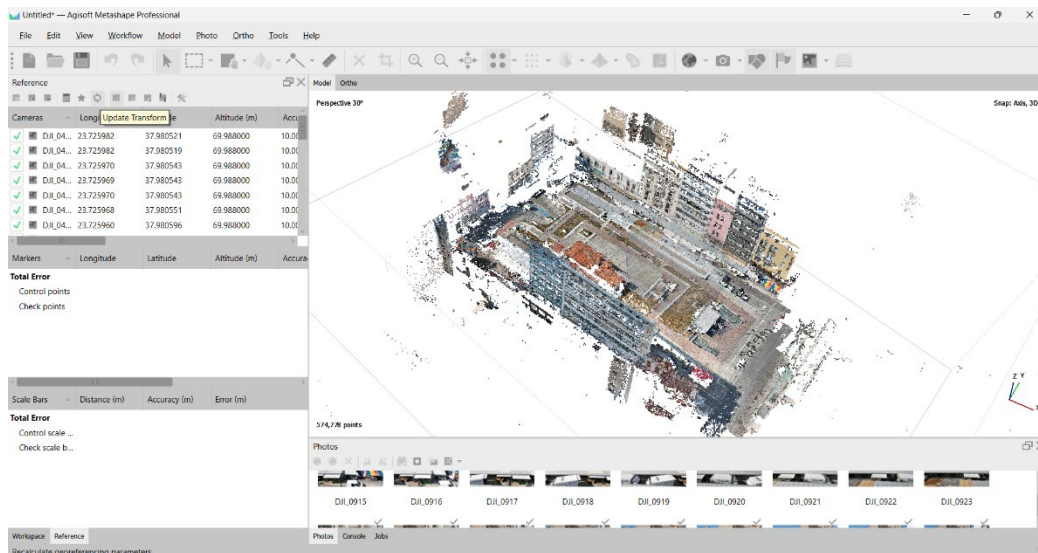 Untitled* — Agisoft Metashape Professional
File Edit View Workflow Model Photo Ortho Tools Help
Reference
Model Ortho
Perspective 30°
Snap: Axis, 3D
Cameras Longi Update Transform le Altitude (m) Accu
DJI_04... 23.725982 37.980521 69.988000 10.00
DJI_04... 23.725982 37.980519 69.988000 10.00
DJI_04... 23.725970 37.980543 69.988000 10.00
DJI_04... 23.725969 37.980543 69.988000 10.00
DJI_04... 23.725970 37.980543 69.988000 10.00
DJI_04... 23.725968 37.980551 69.988000 10.00
DJI_04... 23.725960 37.980596 69.988000 10.00
Markers Longitude Latitude Altitude (m) Accura
Total Error
Control points
Check points
Scale Bars Distance (m) Accuracy (m) Error (m)
Total Error
Control scale ...
Check scale b...
574,778 points
Z Y
X
Photos
DJI_0915 DJI_0916 DJI_0917 DJI_0918 DJI_0919 DJI_0920 DJI_0921 DJI_0922 DJI_0923
Workspace Reference
Photos Console Jobs
Recalculate georeferencing parameters